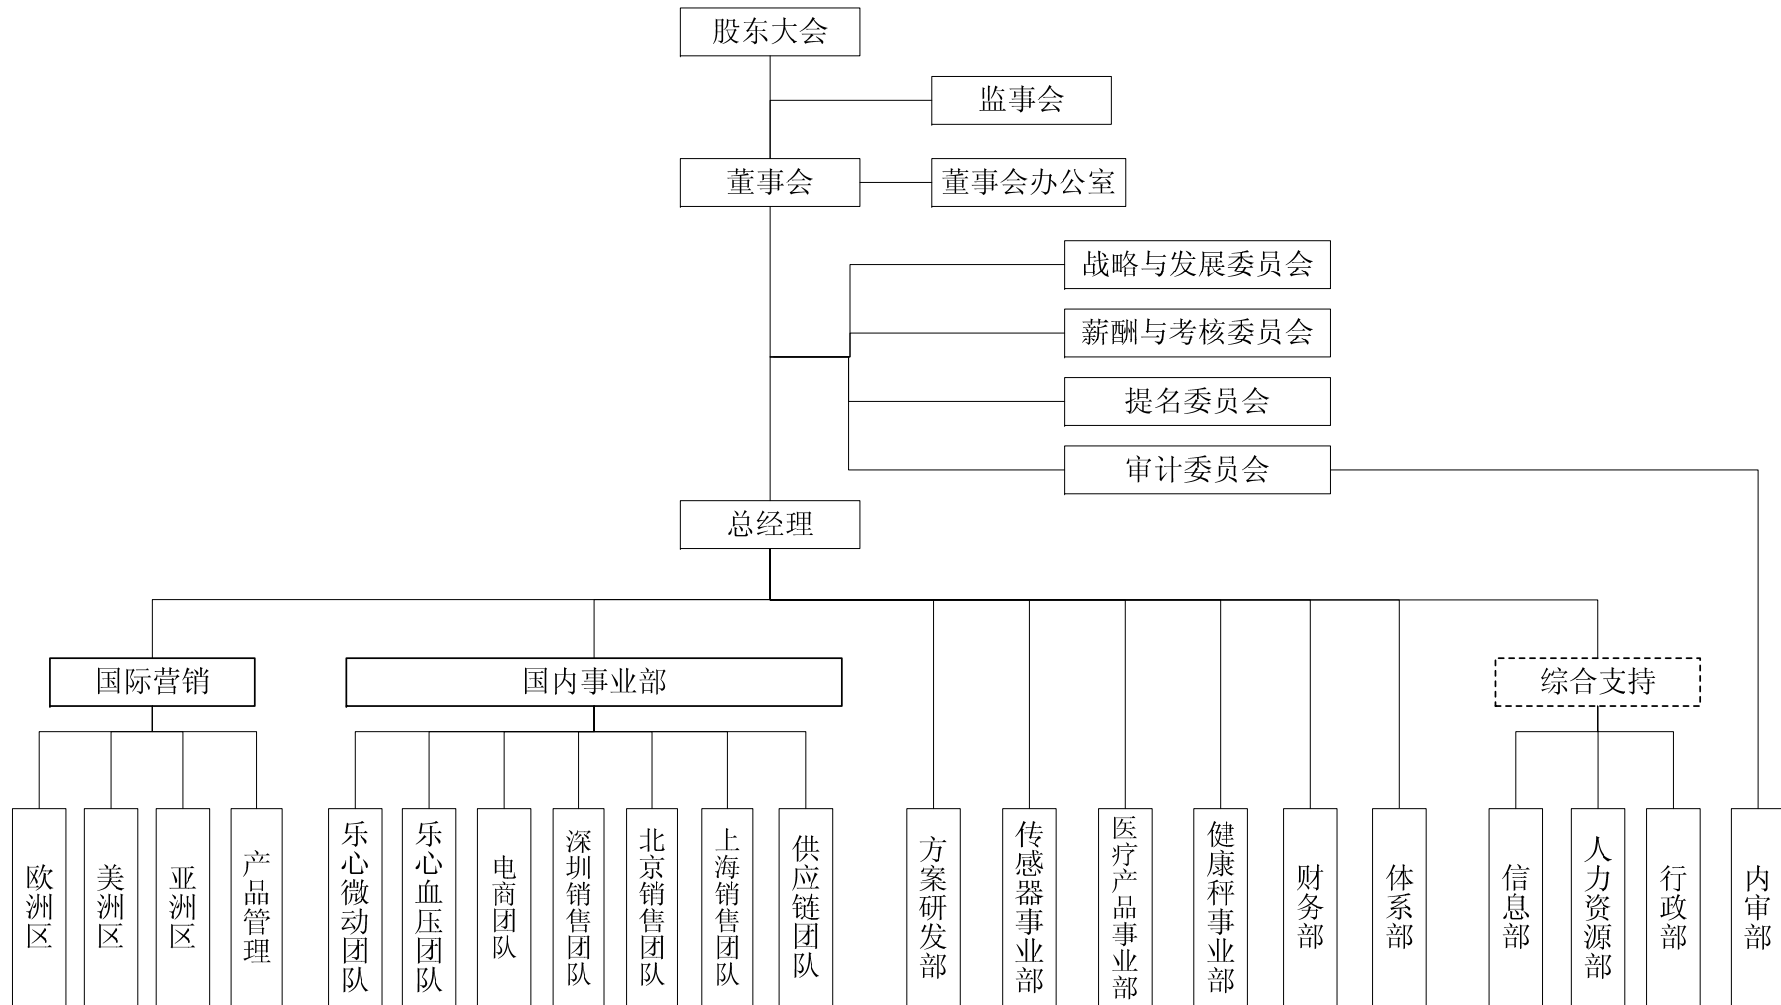 股东大会
监事会
董事会
董事会办公室
战略与发展委员会
薪酬与考核委员会
提名委员会
审计委员会
总经理
国际营销
国内事业部
综合支持
欧洲区
美洲区
亚洲区
产品管理
乐心微动团队
乐心血压团队
电商团队
深圳销售团队
北京销售团队
上海销售团队
供应链团队
方案研发部
传感器事业部
医疗产品事业部
健康秤事业部
财务部
体系部
信息部
人力资源部
行政部
内审部